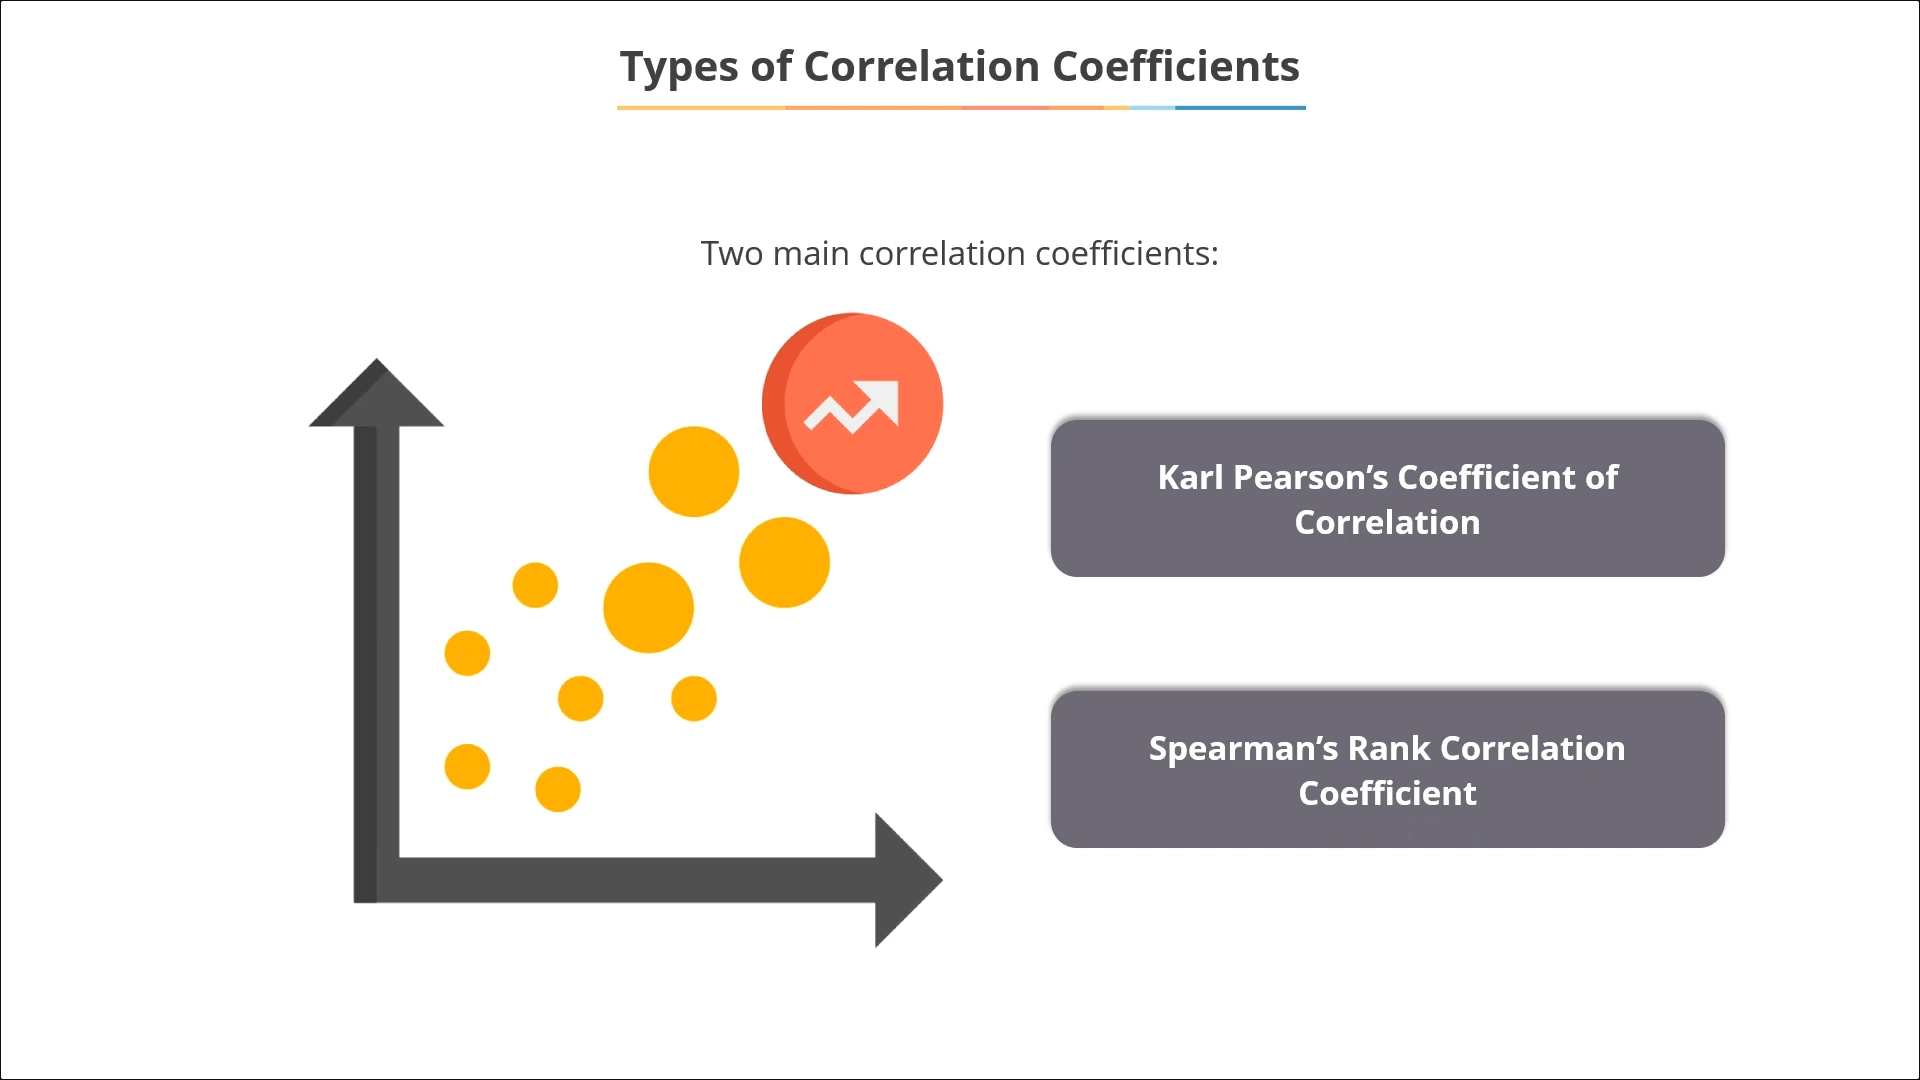 Types of Correlation Coefficients
Two main correlation coefficients:
Karl Pearson’s Coefficient of
Correlation
Spearman’s Rank Correlation
Coefficient